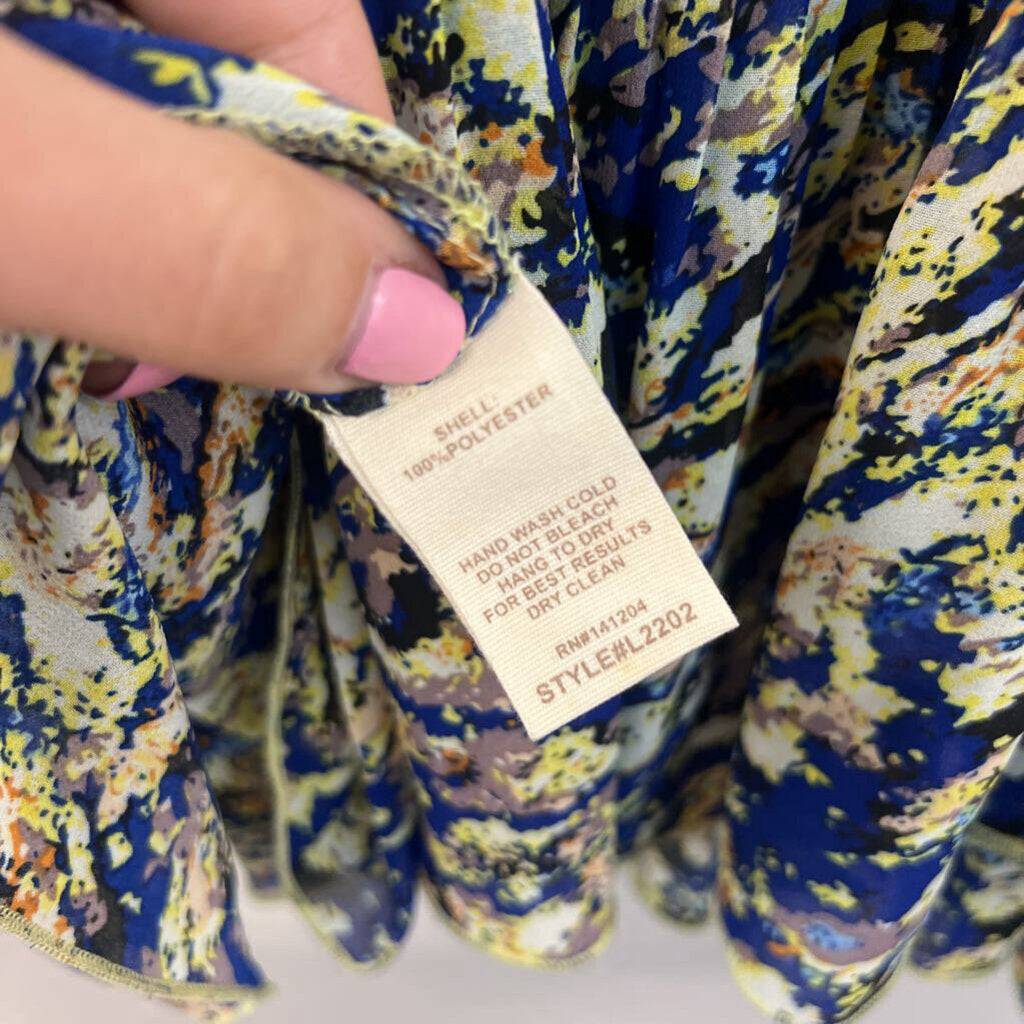 SHELL:
100%POLYESTER
HAND WASH COLD
DO NOT BLEACH
HANG TO DRY
FOR BEST RESULTS
DRY CLEAN
RN#141204
STYLE#L2202